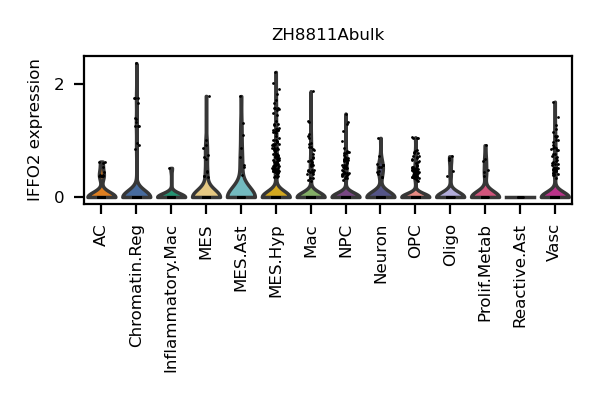 ZH8811Abulk
IFFO2 expression
2
0
AC
Chromatin.Reg
Inflammatory.Mac
MES
MES.Ast
MES.Hyp
Mac
NPC
Neuron
OPC
Oligo
Prolif.Metab
Reactive.Ast
Vasc